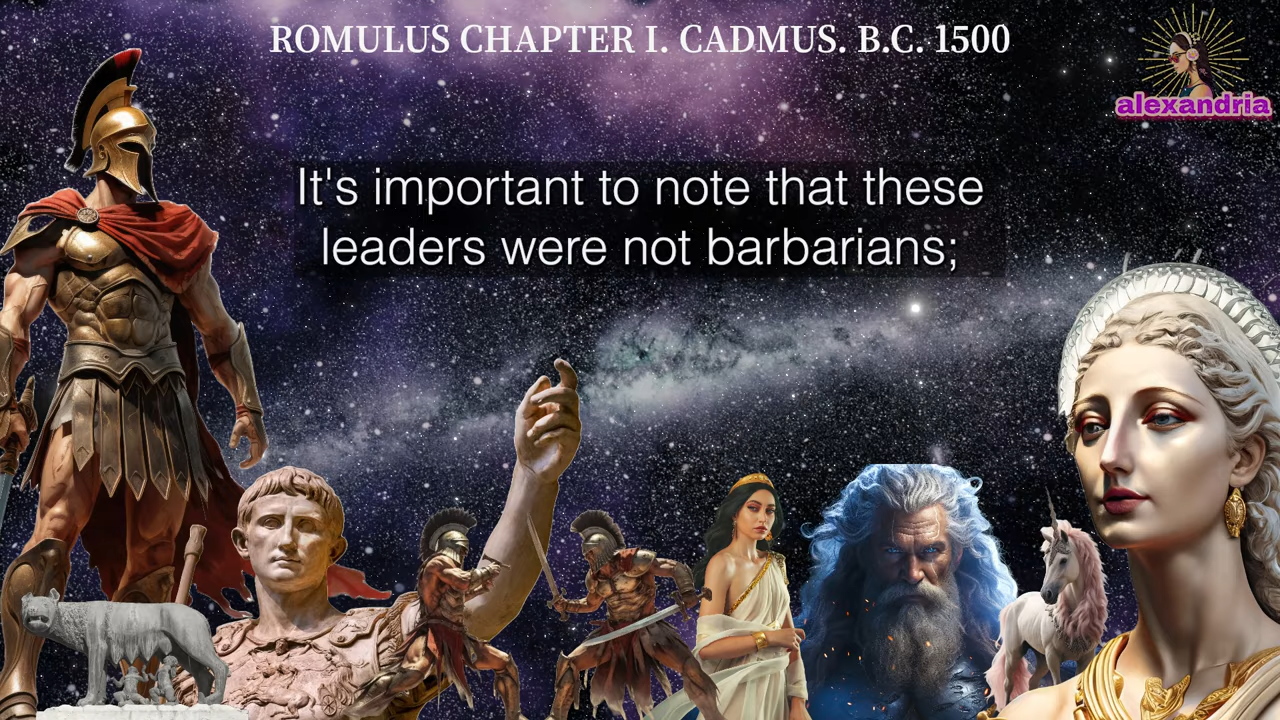 ROMULUS CHAPTER I. CADMUS. B.C. 1500
alexandria
It's important to note that these
leaders were not barbarians;